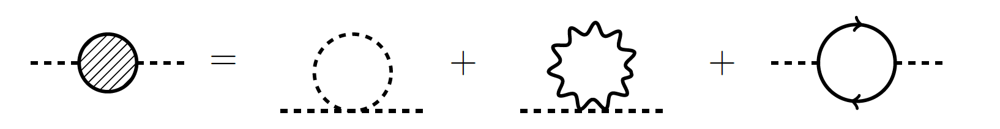 = + +